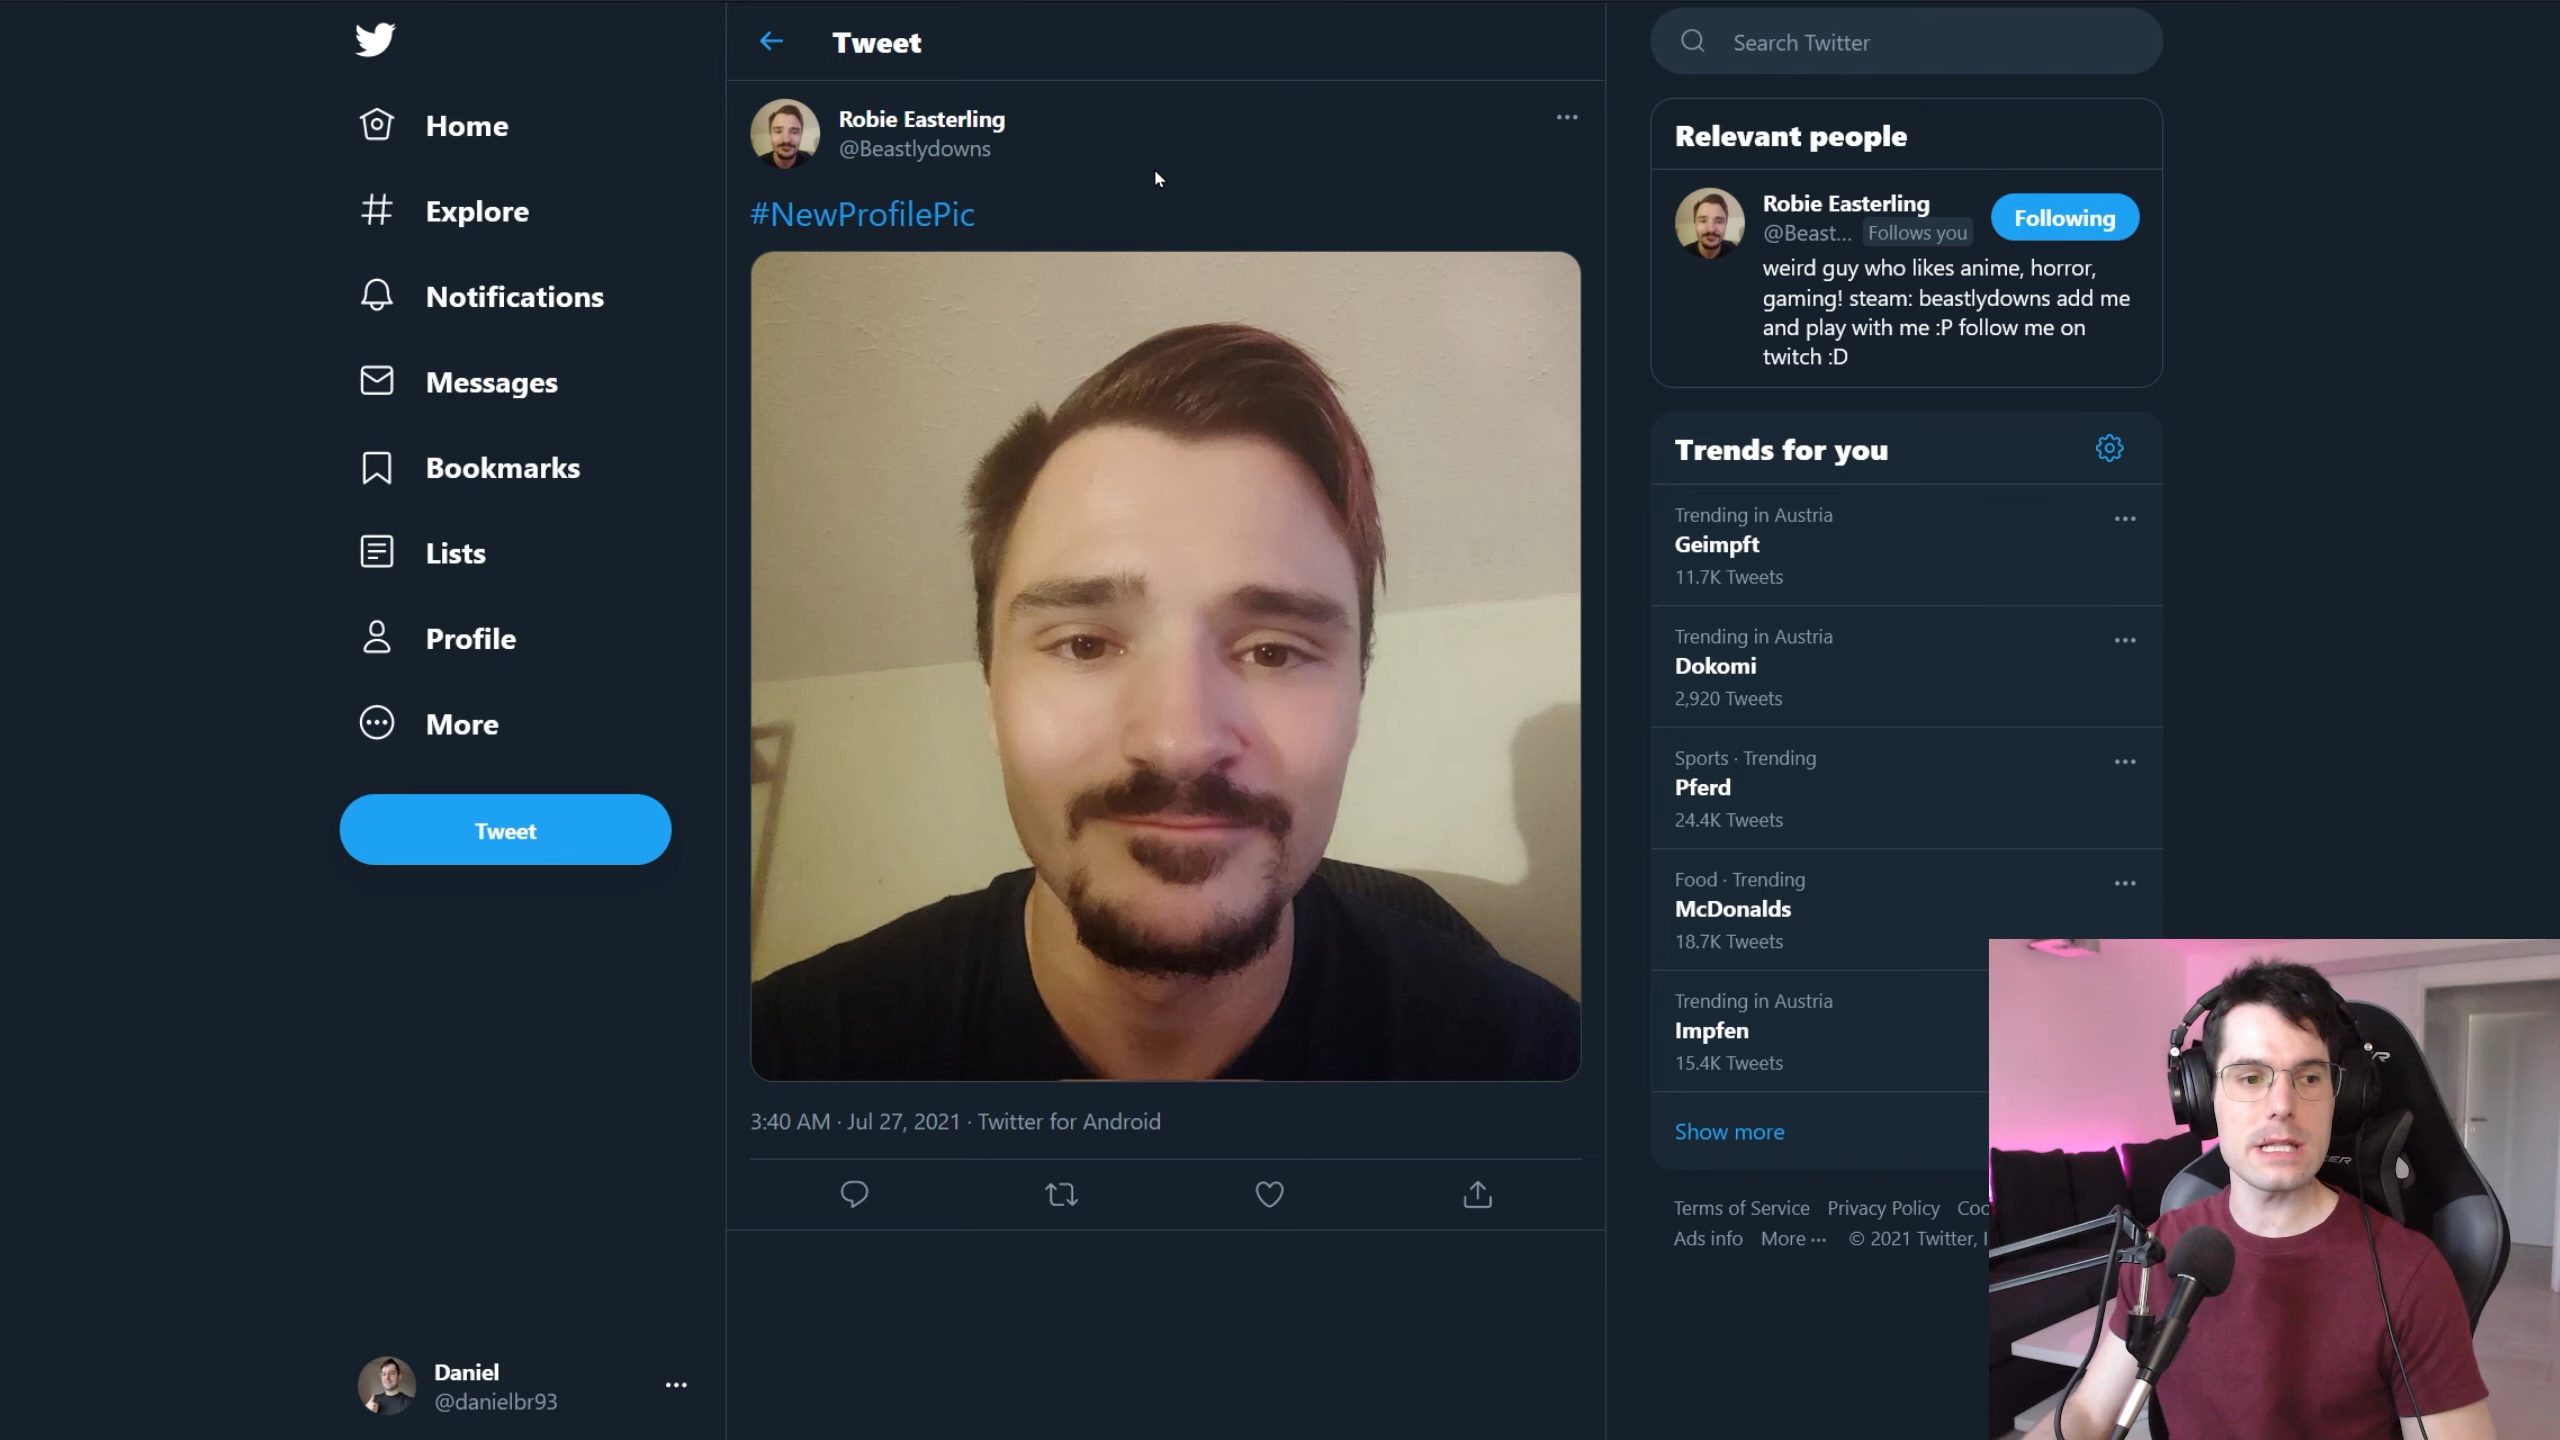 Home
Explore
Notifications
Messages
Bookmarks
Lists
Profile
More
Tweet
Daniel
@danielbr93
Tweet
Robie Easterling
@Beastlydowns
#NewProfilePic
3:40 AM · Jul 27, 2021 · Twitter for Android
Search Twitter
Relevant people
Robie Easterling
@Beast... Follows you
Following
weird guy who likes anime, horror,
gaming! steam: beastlydowns add me
and play with me :P follow me on
twitch :D
Trends for you
Trending in Austria
Geimpft
11.7K Tweets
Trending in Austria
Dokomi
2,920 Tweets
Sports · Trending
Pferd
24.4K Tweets
Food · Trending
McDonalds
18.7K Tweets
Trending in Austria
Impfen
15.4K Tweets
Show more
Terms of Service Privacy Policy
Ads info More ··· © 2021 Twitter,